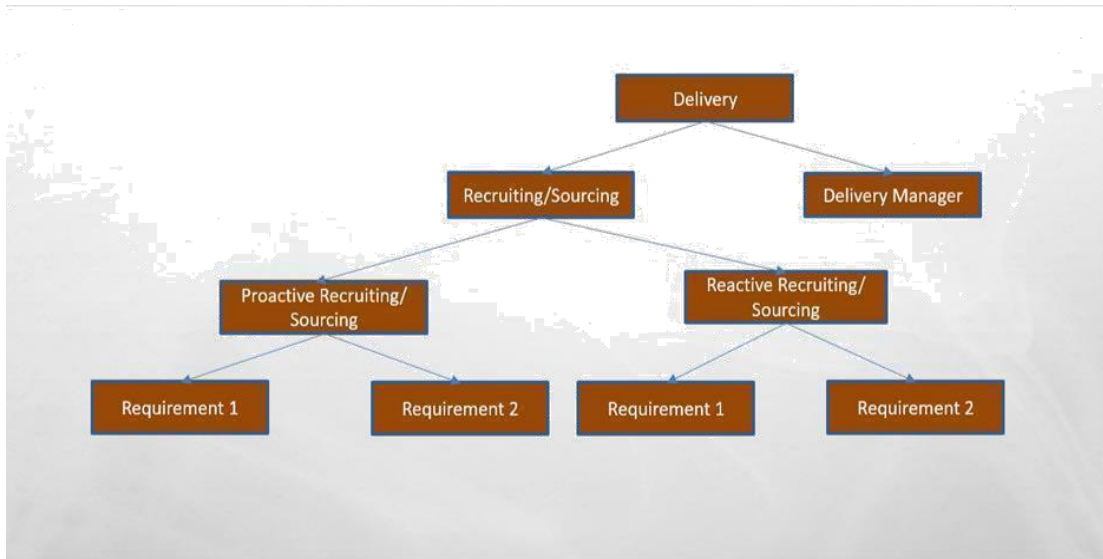 Delivery
Recruiting/Sourcing
Delivery Manager
Proactive Recruiting/
Sourcing
Reactive Recruiting/
Sourcing
Requirement 1
Requirement 2
Requirement 1
Requirement 2